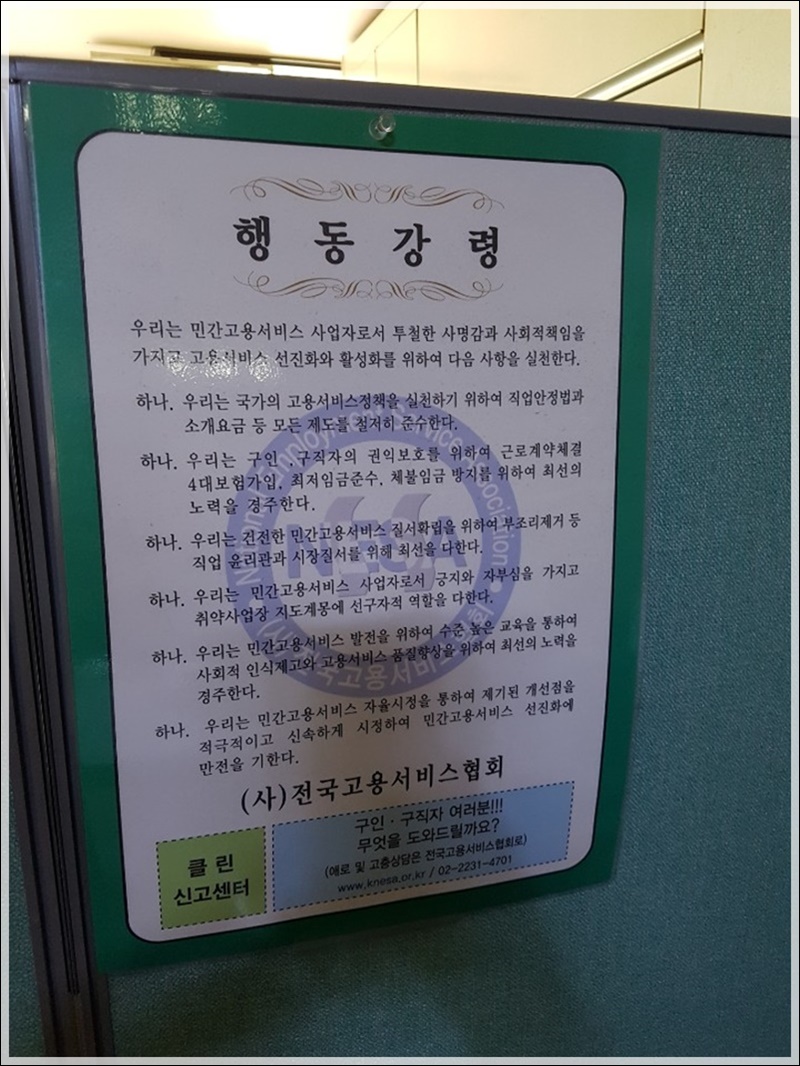 행동강령
우리는 민간고용서비스 사업자로서 투철한 사명감과 사회적책임을
가지고 고용서비스 선진화와 활성화를 위하여 다음 사항을 실천한다.
하나. 우리는 국가의 고용서비스정책을 실천하기 위하여 직업안정법과
소개요금 등 모든 제도를 철저히 준수한다.
하나. 우리는 구인 ,구직자의 권익보호를 위하여 근로계약체결
4대보험가입, 최저임금준수, 체불임금 방지를 위하여 최선의
노력을 경주한다.
하나. 우리는 건전한 민간고용서비스 질서확립을 위하여 부조리제거 등
직업 윤리관과 시장질서를 위해 최선을 다한다.
하나. 우리는 민간고용서비스 사업자로서 긍지와 자부심을 가지고
취약사업장 지도계몽에 선구자적 역할을 다한다.
하나. 우리는 민간고용서비스 발전을 위하여 수준 높은 교육을 통하여
사회적 인식제고와 고용서비스 품질향상을 위하여 최선의 노력을
경주한다.
하나. 우리는 민간고용서비스 자율시정을 통하여 제기된 개선점을
적극적이고 신속하게 시정하여 민간고용서비스 선진화에
만전을 기한다.
(사)전국고용서비스협회
클린
신고센터
구인·구직자 여러분!!!
무엇을 도와드릴까요?
(애로 및 고충상담은 전국고용서비스협회로)
www.knesa.or.kr / 02-2231-4701
National Employment Service Association
NESA